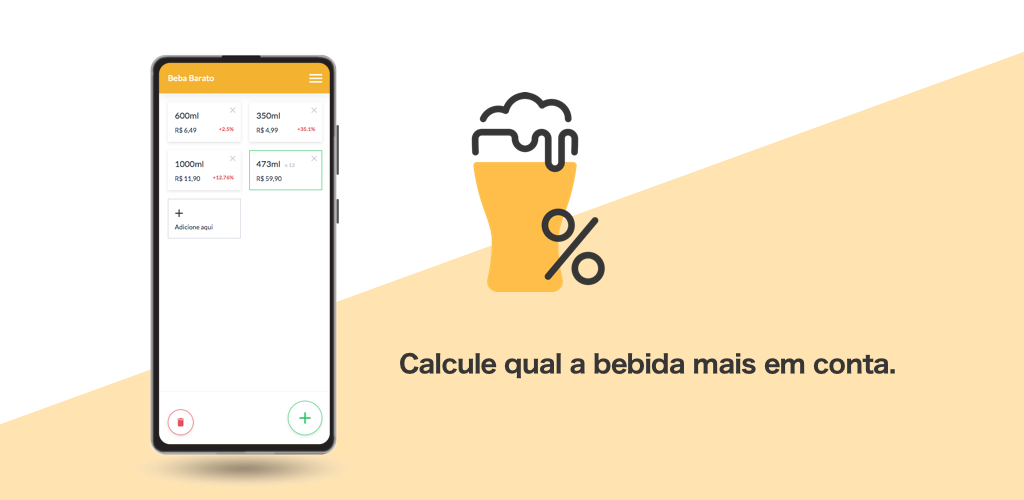 Beba Barato
600ml
R$ 6,49 +2.5%
350ml
R$ 4,99 +35.1%
1000ml
R$ 11,90 +12.76%
473ml x 12
R$ 59,90
Adicione aqui
Calcule qual a bebida mais em conta.